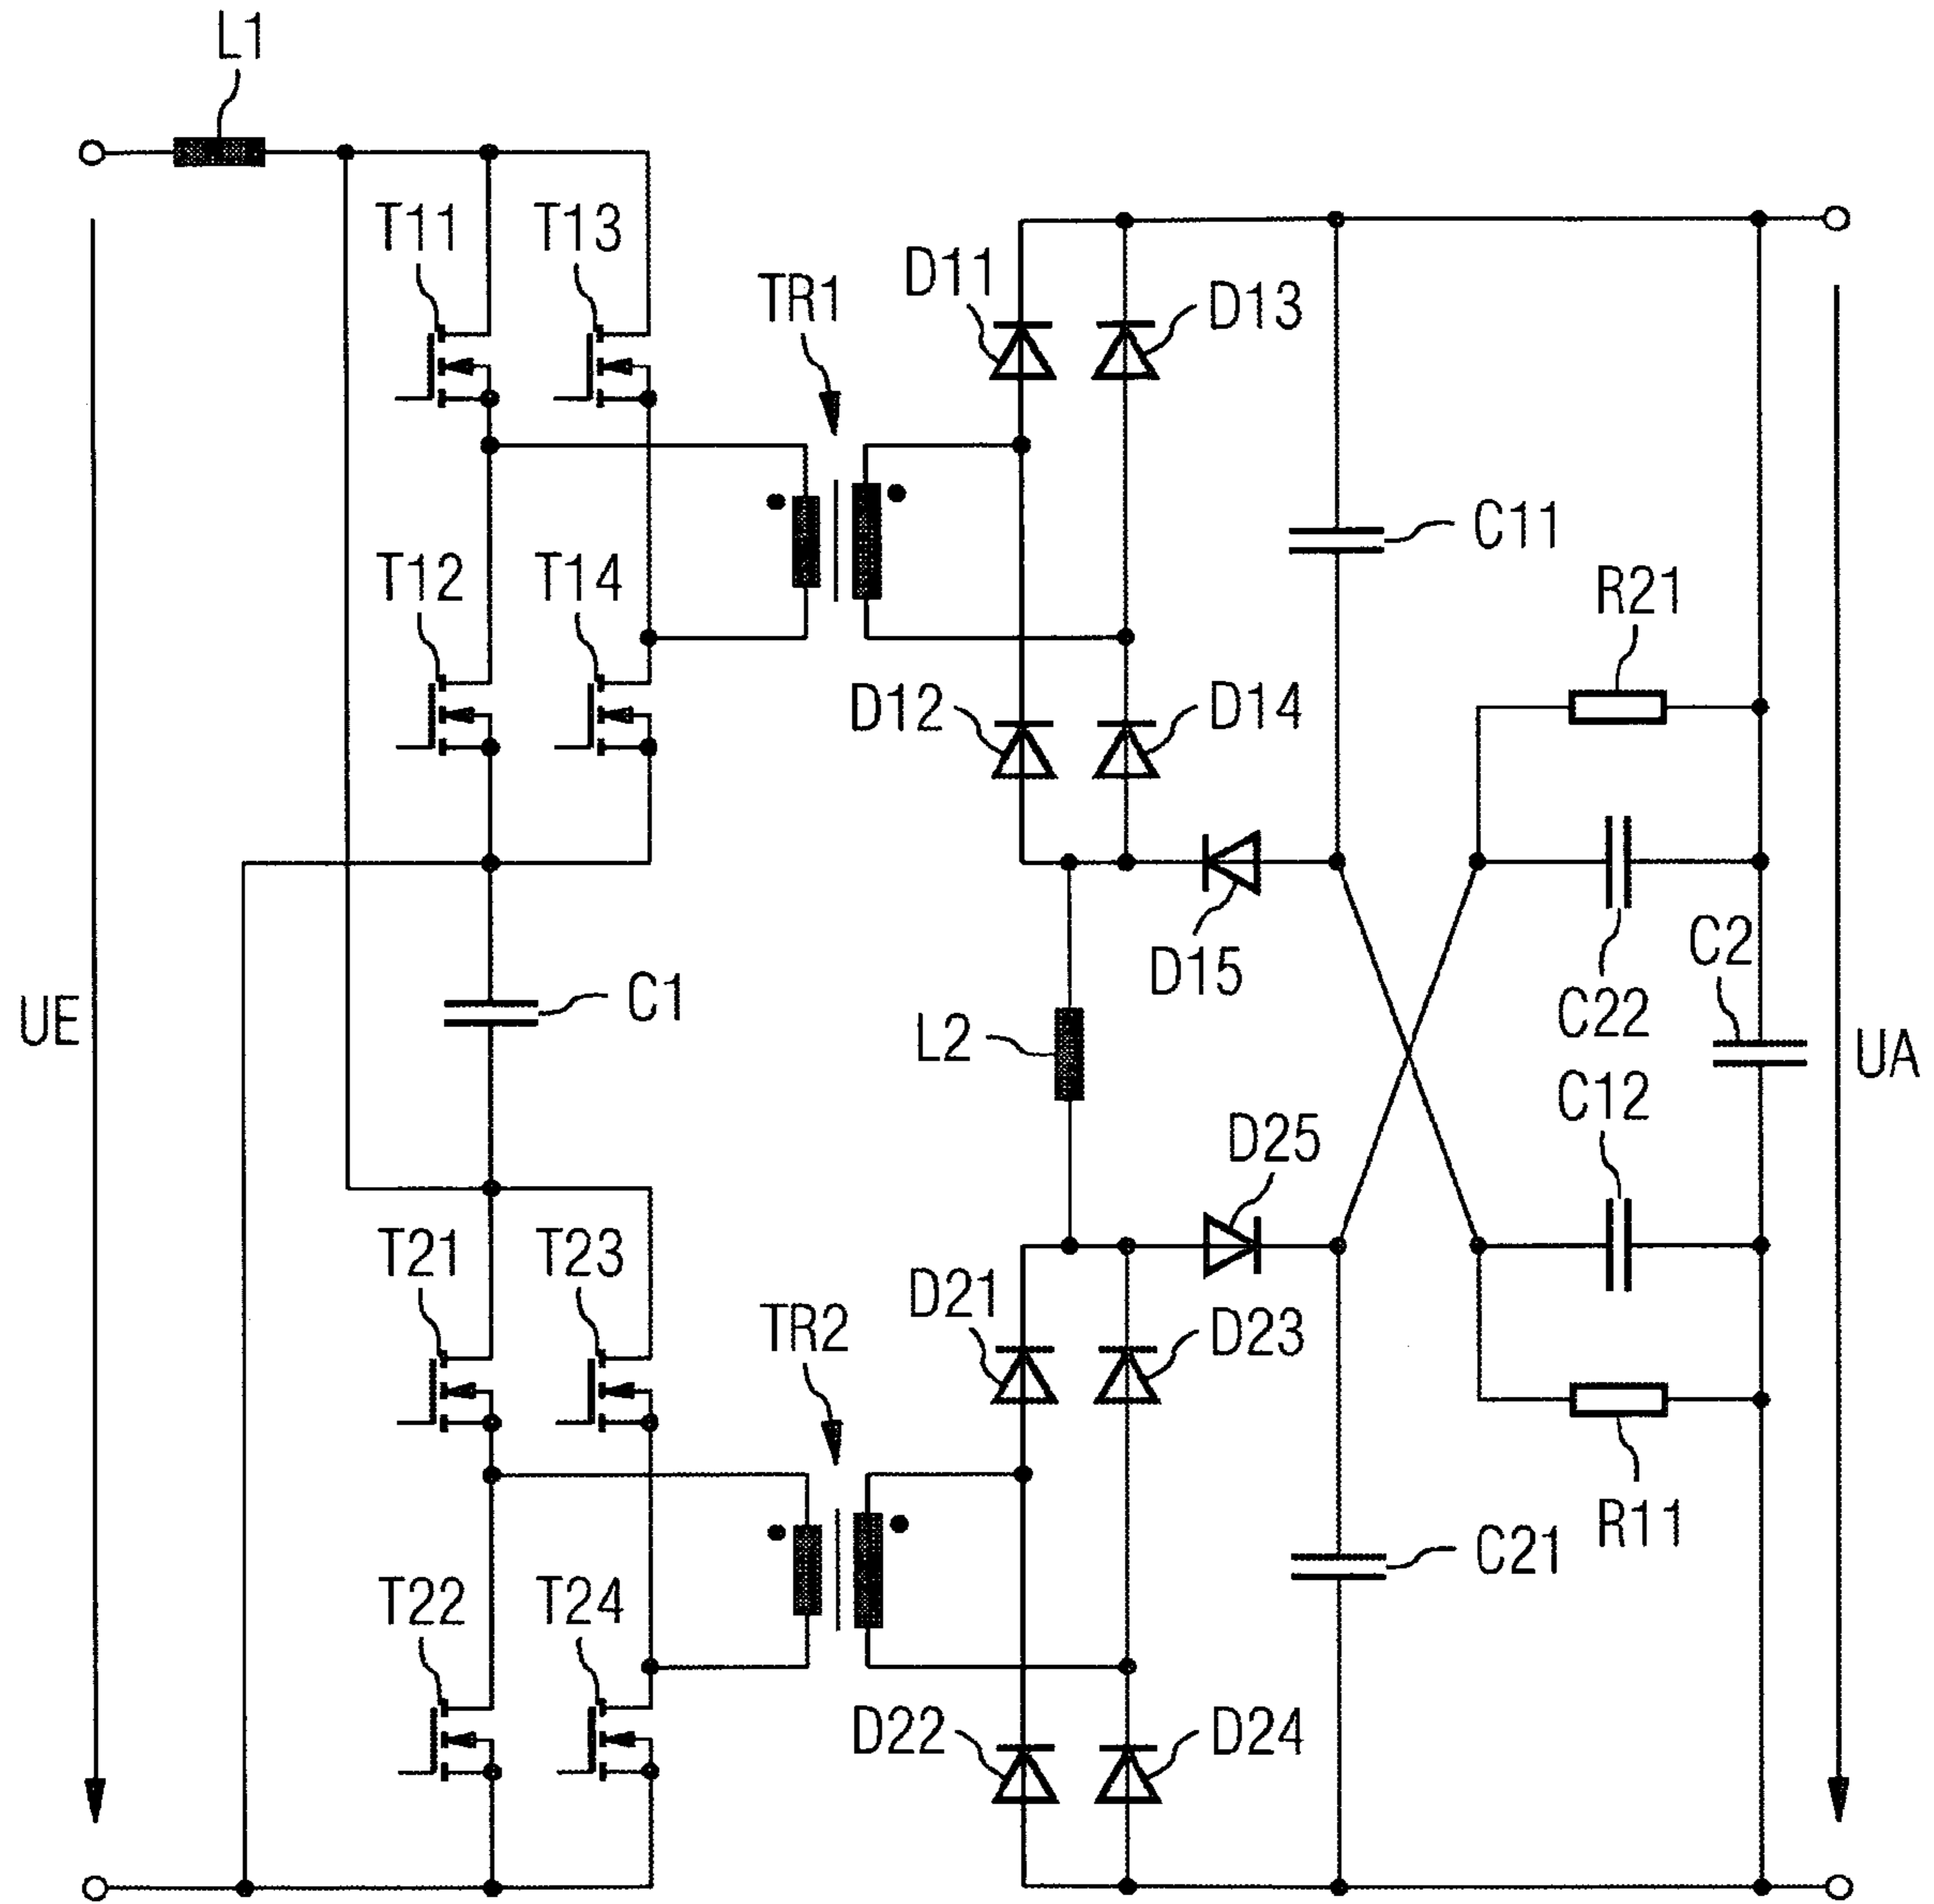 L1
T11
T13
TR1
D11
D13
C11
T12
T14
R21
D12
D14
D15
C2
C22
C1
UE
L2
UA
C12
D25
T21
T23
D21
D23
TR2
R11
C21
T22
T24
D22
D24